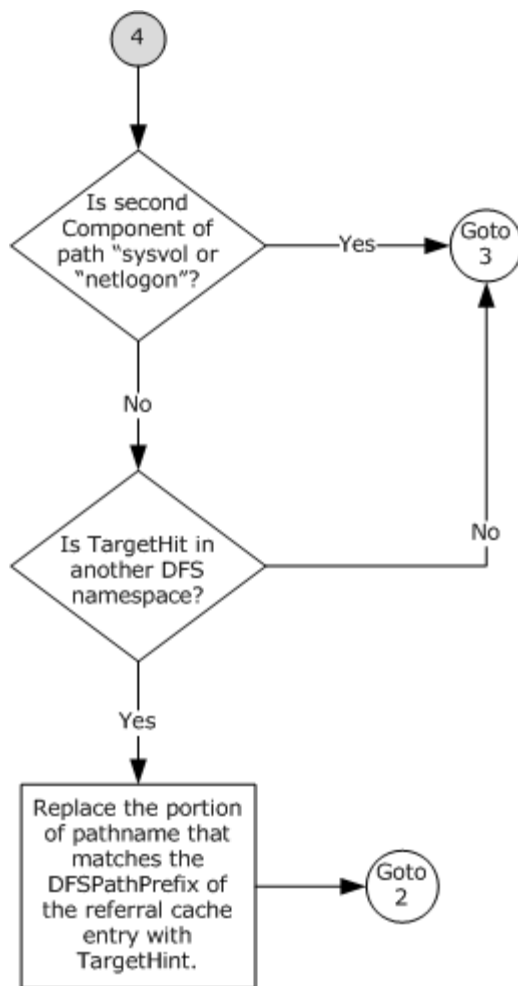 4
Is second
Component of
path “sysvol or
“netlogon”?
Yes
Goto
3
No
Is TargetHit in
another DFS
namespace?
No
Yes
Replace the portion
of pathname that
matches the
DFSPathPrefix of
the referral cache
entry with
TargetHint.
Goto
2